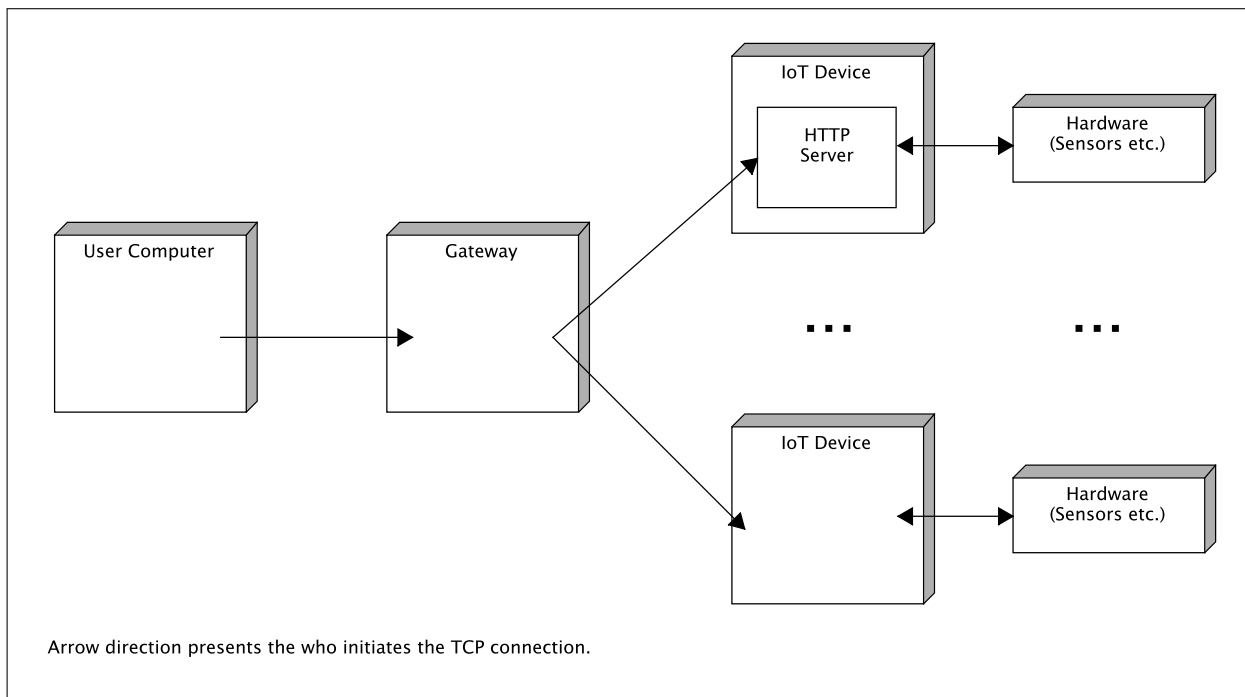 IoT Device
HTTP
Server
Hardware
(Sensors etc.)
User Computer
Gateway
...
...
IoT Device
Hardware
(Sensors etc.)
Arrow direction presents the who initiates the TCP connection.